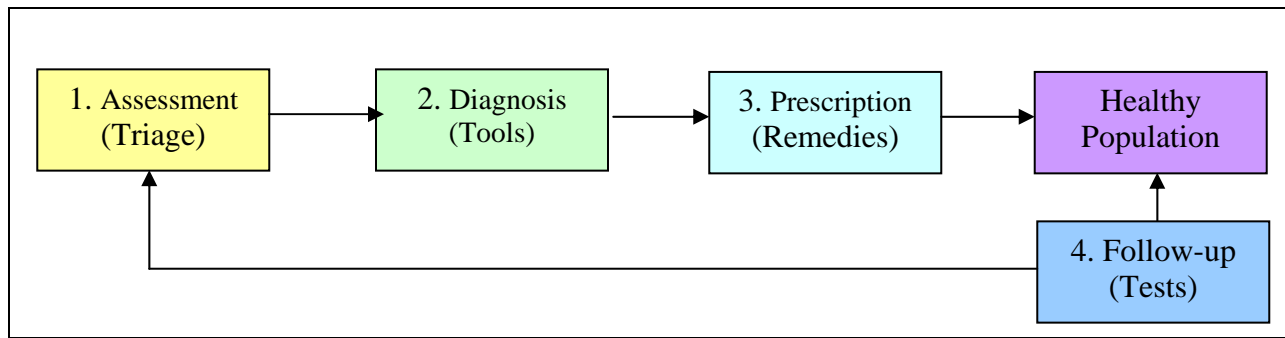 1. Assessment
(Triage)
2. Diagnosis
(Tools)
3. Prescription
(Remedies)
Healthy
Population
4. Follow-up
(Tests)